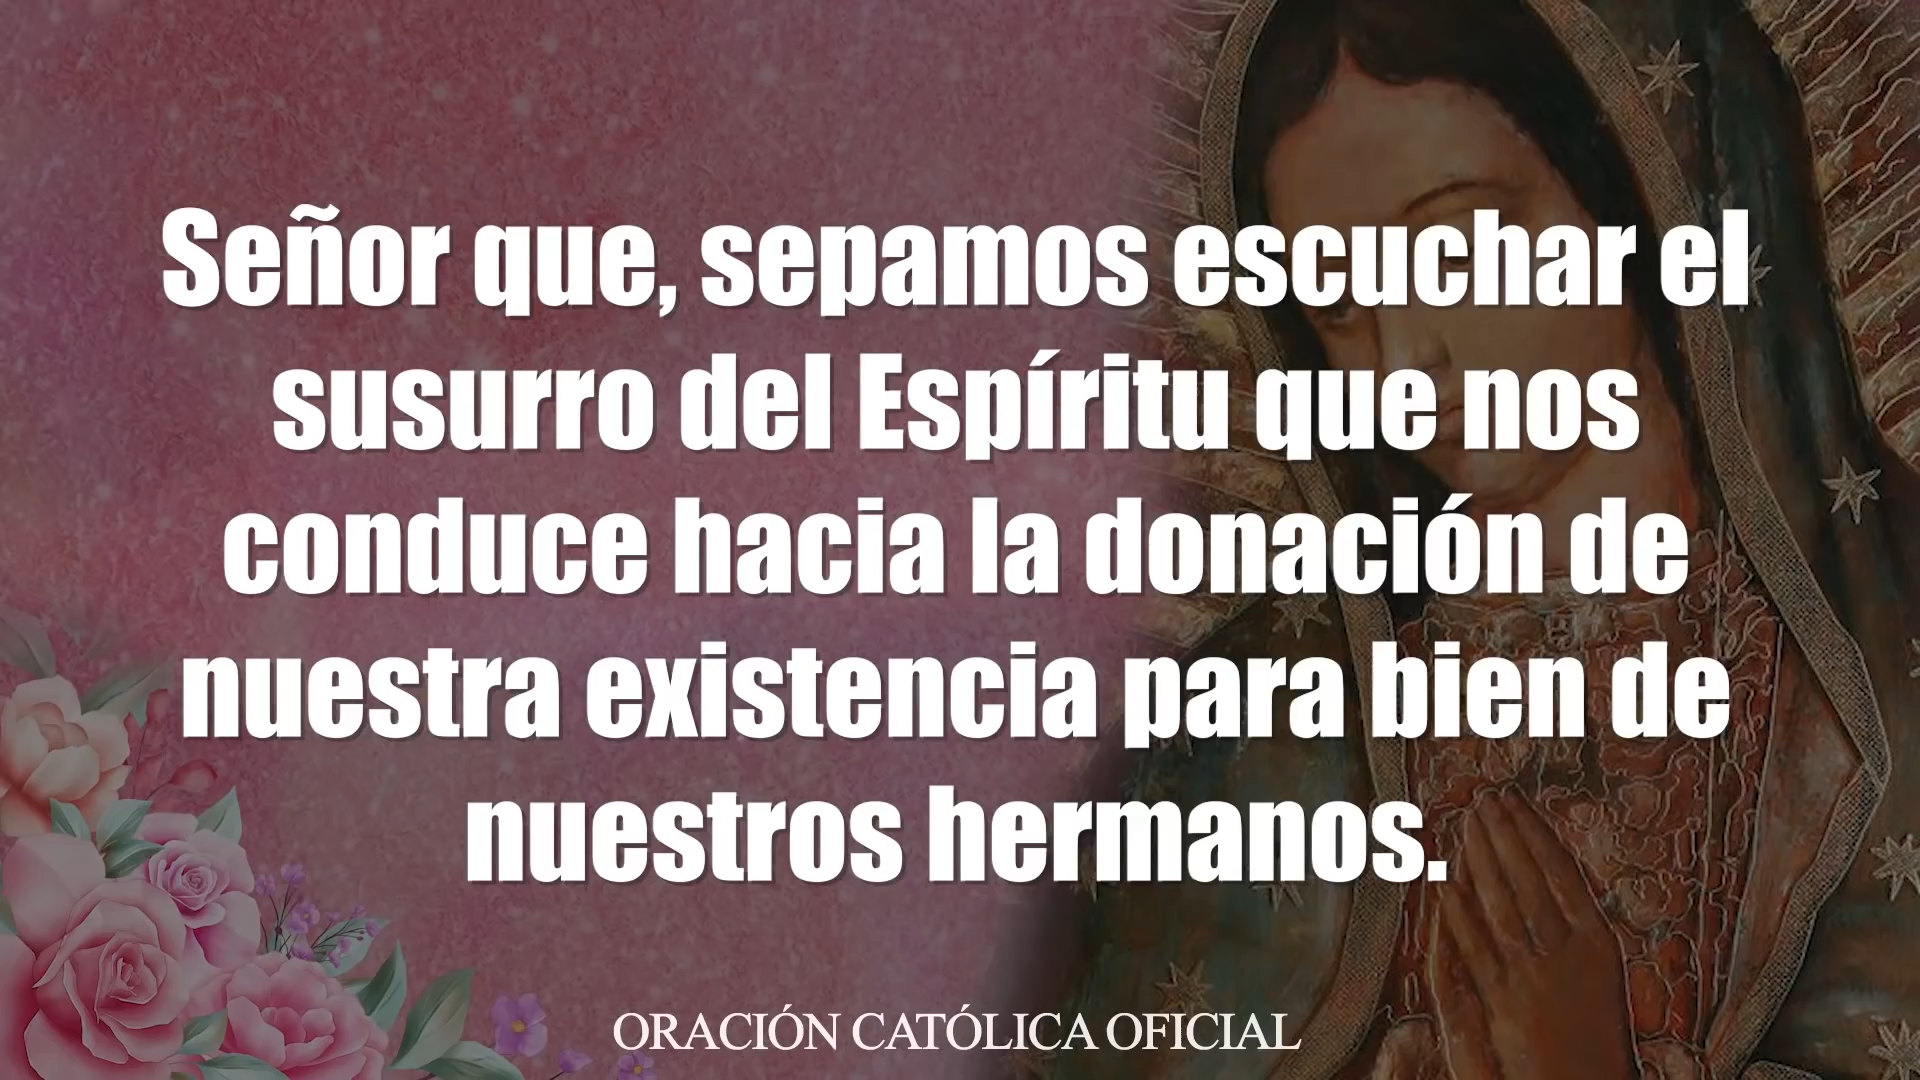 Señor que, sepamos escuchar el
susurro del Espíritu que nos
conduce hacia la donación de
nuestra existencia para bien de
nuestros hermanos.
ORACIÓN CATÓLICA OFICIAL